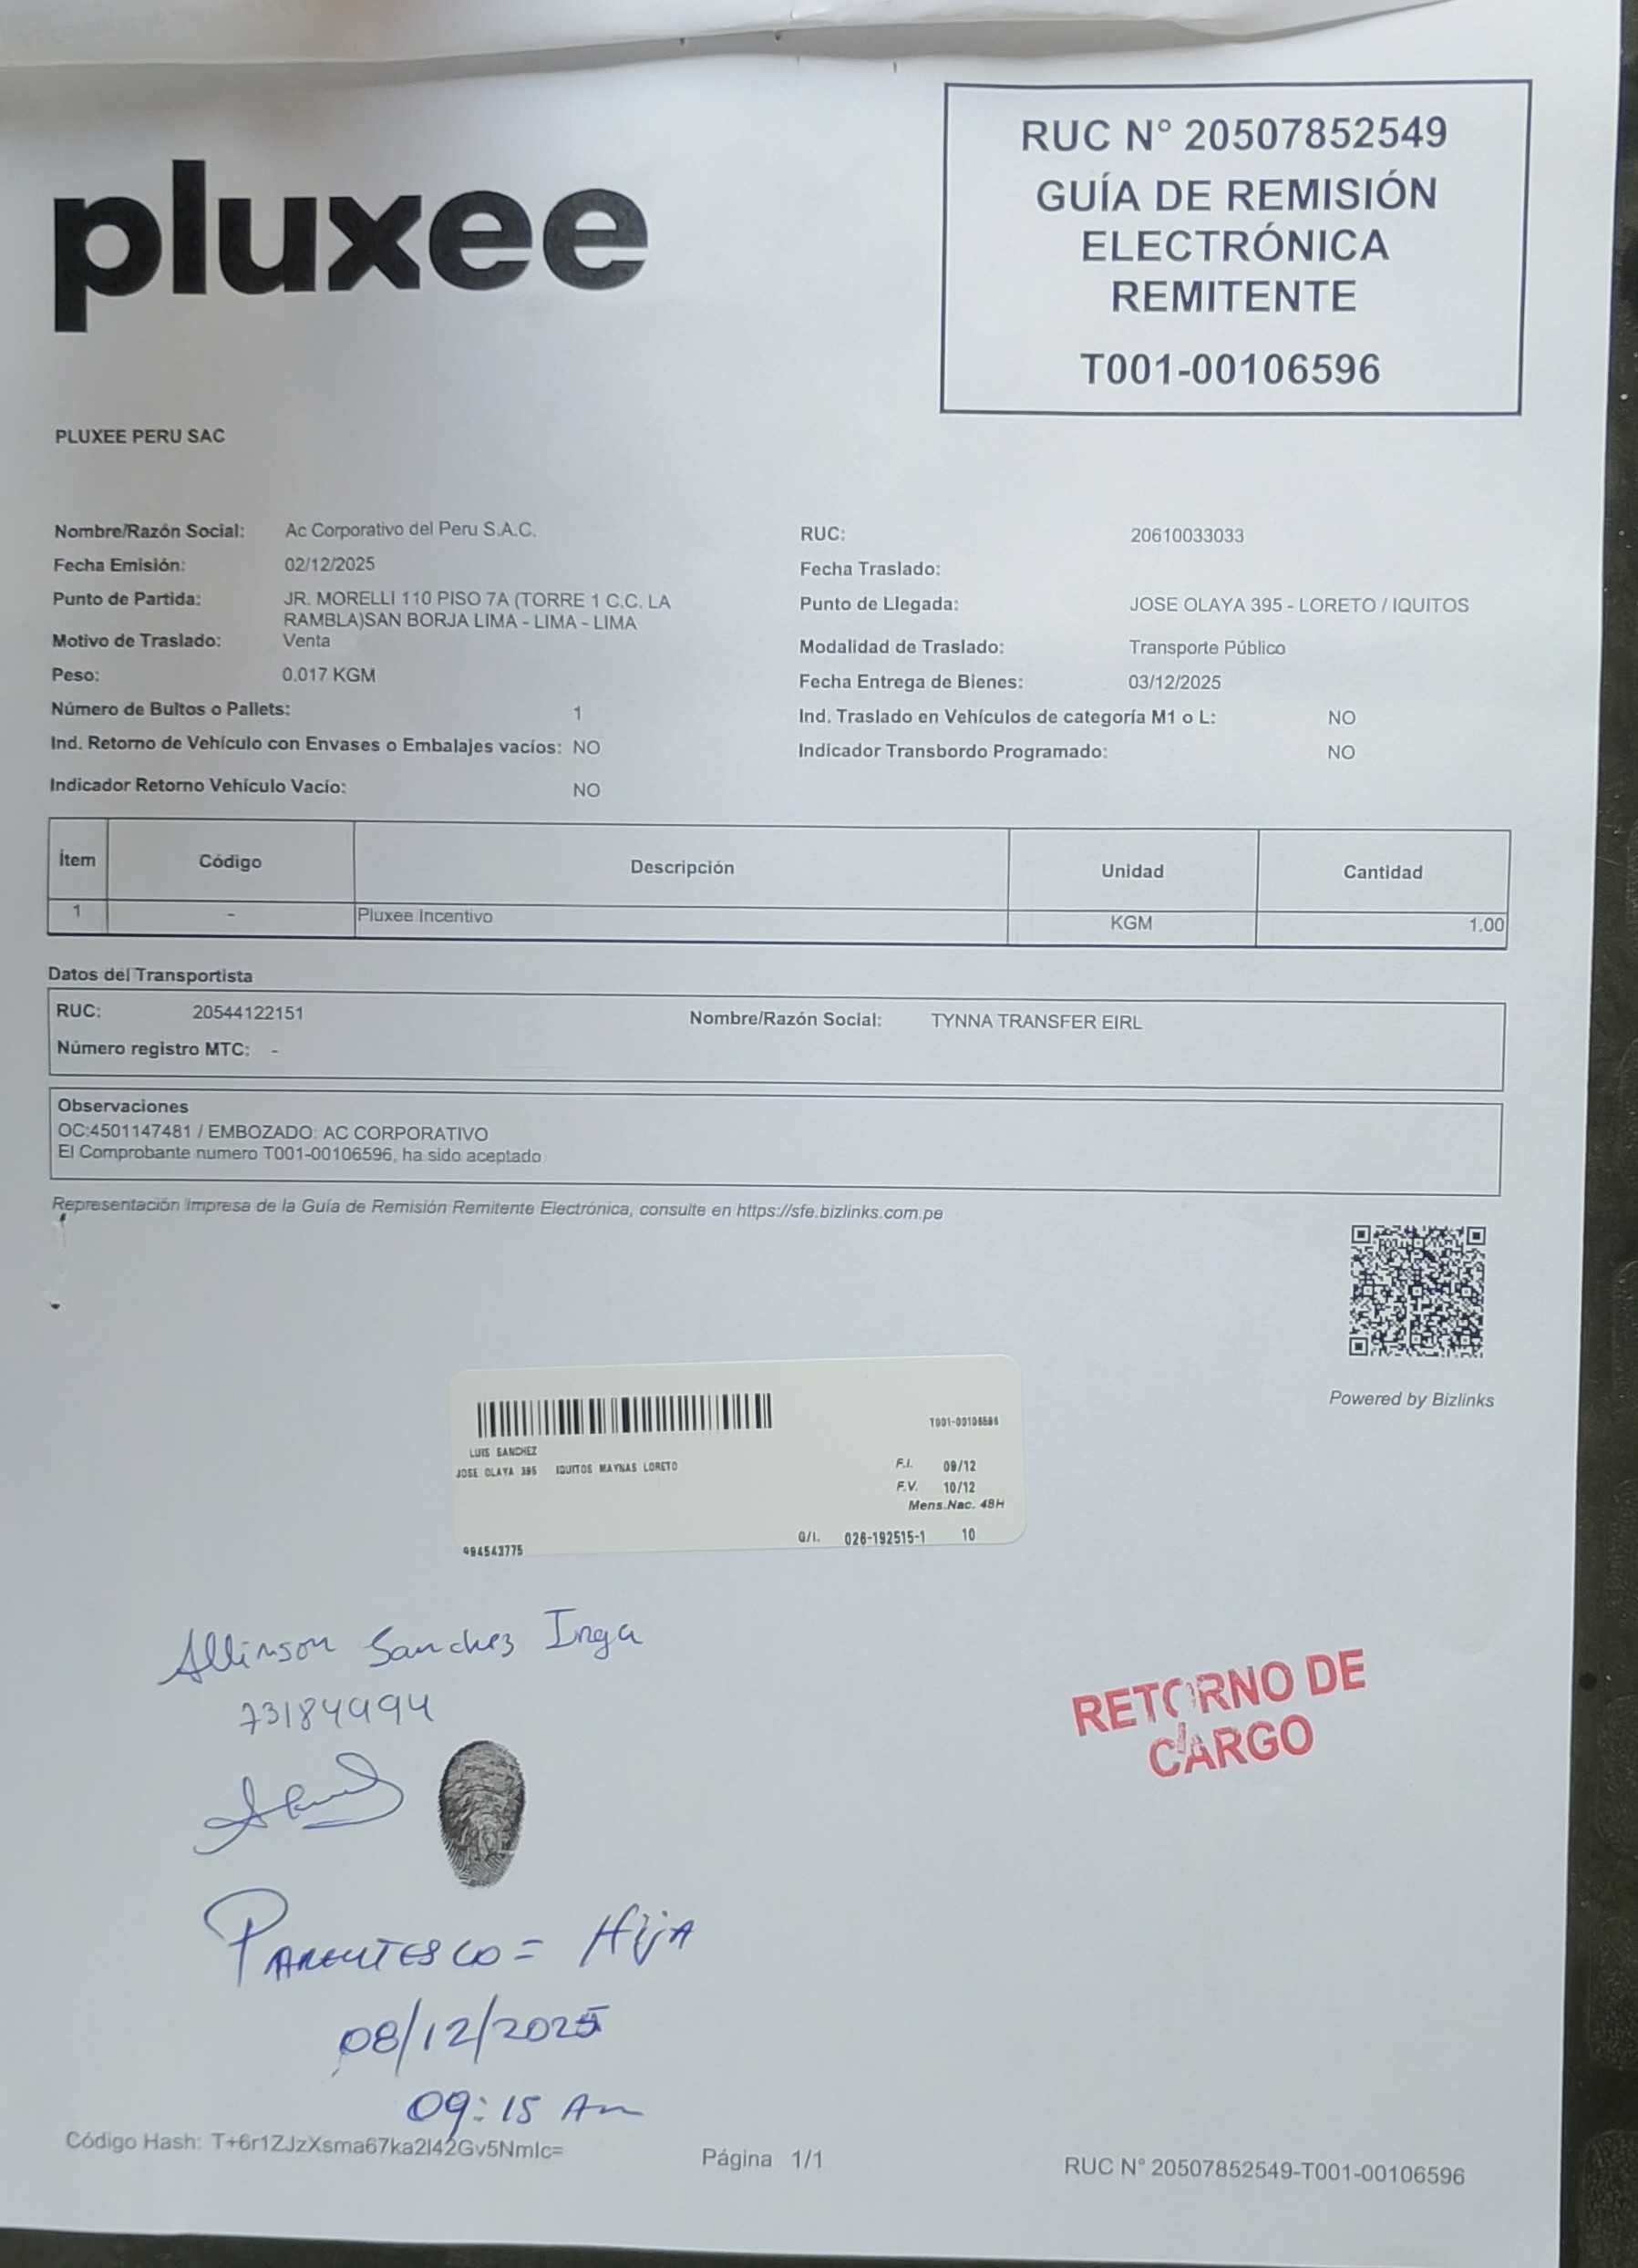 pluxee
RUC N° 20507852549
GUÍA DE REMISIÓN
ELECTRÓNICA
REMITENTE
T001-00106596
PLUXEE PERU SAC
Nombre/Razón Social: Ac Corporativo del Peru S.A.C.
RUC: 20610033033
Fecha Emisión: 02/12/2025
Fecha Traslado:
Punto de Partida: JR. MORELLI 110 PISO 7A (TORRE 1 C.C. LA
RAMBLA)SAN BORJA LIMA - LIMA - LIMA
Punto de Llegada: JOSE OLAYA 395 - LORETO / IQUITOS
Motivo de Traslado: Venta
Modalidad de Traslado: Transporte Público
Peso: 0.017 KGM
Fecha Entrega de Bienes: 03/12/2025
Número de Bultos o Pallets: 1
Ind. Traslado en Vehículos de categoría M1 o L: NO
Ind. Retorno de Vehículo con Envases o Embalajes vacíos: NO
Indicador Transbordo Programado: NO
Indicador Retorno Vehículo Vacío: NO
Ítem Código Descripción Unidad Cantidad
1 - Pluxee Incentivo KGM 1.00
Datos del Transportista
RUC: 20544122151 Nombre/Razón Social: TYNNA TRANSFER EIRL
Número registro MTC: -
Observaciones
OC:4501147481 / EMBOZADO: AC CORPORATIVO
El Comprobante numero T001-00106596, ha sido aceptado
Representación Impresa de la Guía de Remisión Remitente Electrónica, consulte en https://sfe.bizlinks.com.pe
Powered by Bizlinks
T001-00106596
LUIS SANCHEZ
JOSE OLAYA 395 IQUITOS MAYNAS LORETO
F.I. 09/12
F.V. 10/12
Mens.Nac. 48H
G/I. 026-192515-1 10
994543775
Allinson Sanchez Inga
73184994
RETORNO DE
CARGO
PARENTESCO = HIJA
08/12/2025
09:15 Am
Código Hash: T+6r1ZJzXsma67ka2I42Gv5NmIc=
Página 1/1
RUC N° 20507852549-T001-00106596